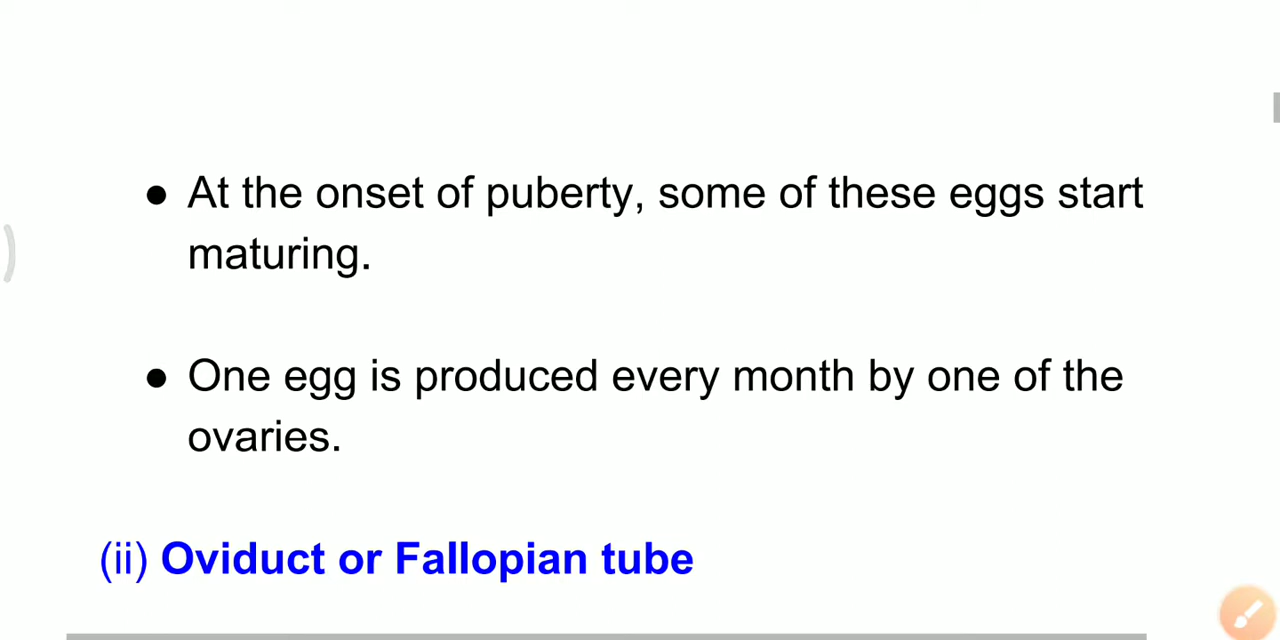 ● At the onset of puberty, some of these eggs start
maturing.
● One egg is produced every month by one of the
ovaries.
(ii) Oviduct or Fallopian tube